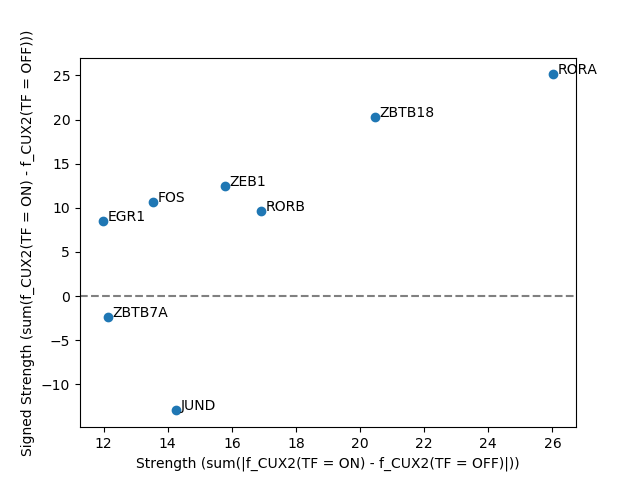 Signed Strength (sum(f_CUX2(TF = ON) - f_CUX2(TF = OFF)))
25
20
15
10
5
0
−5
−10
RORA
ZBTB18
ZEB1
FOS
RORB
EGR1
ZBTB7A
JUND
12 14 16 18 20 22 24 26
Strength (sum(|f_CUX2(TF = ON) - f_CUX2(TF = OFF)|))